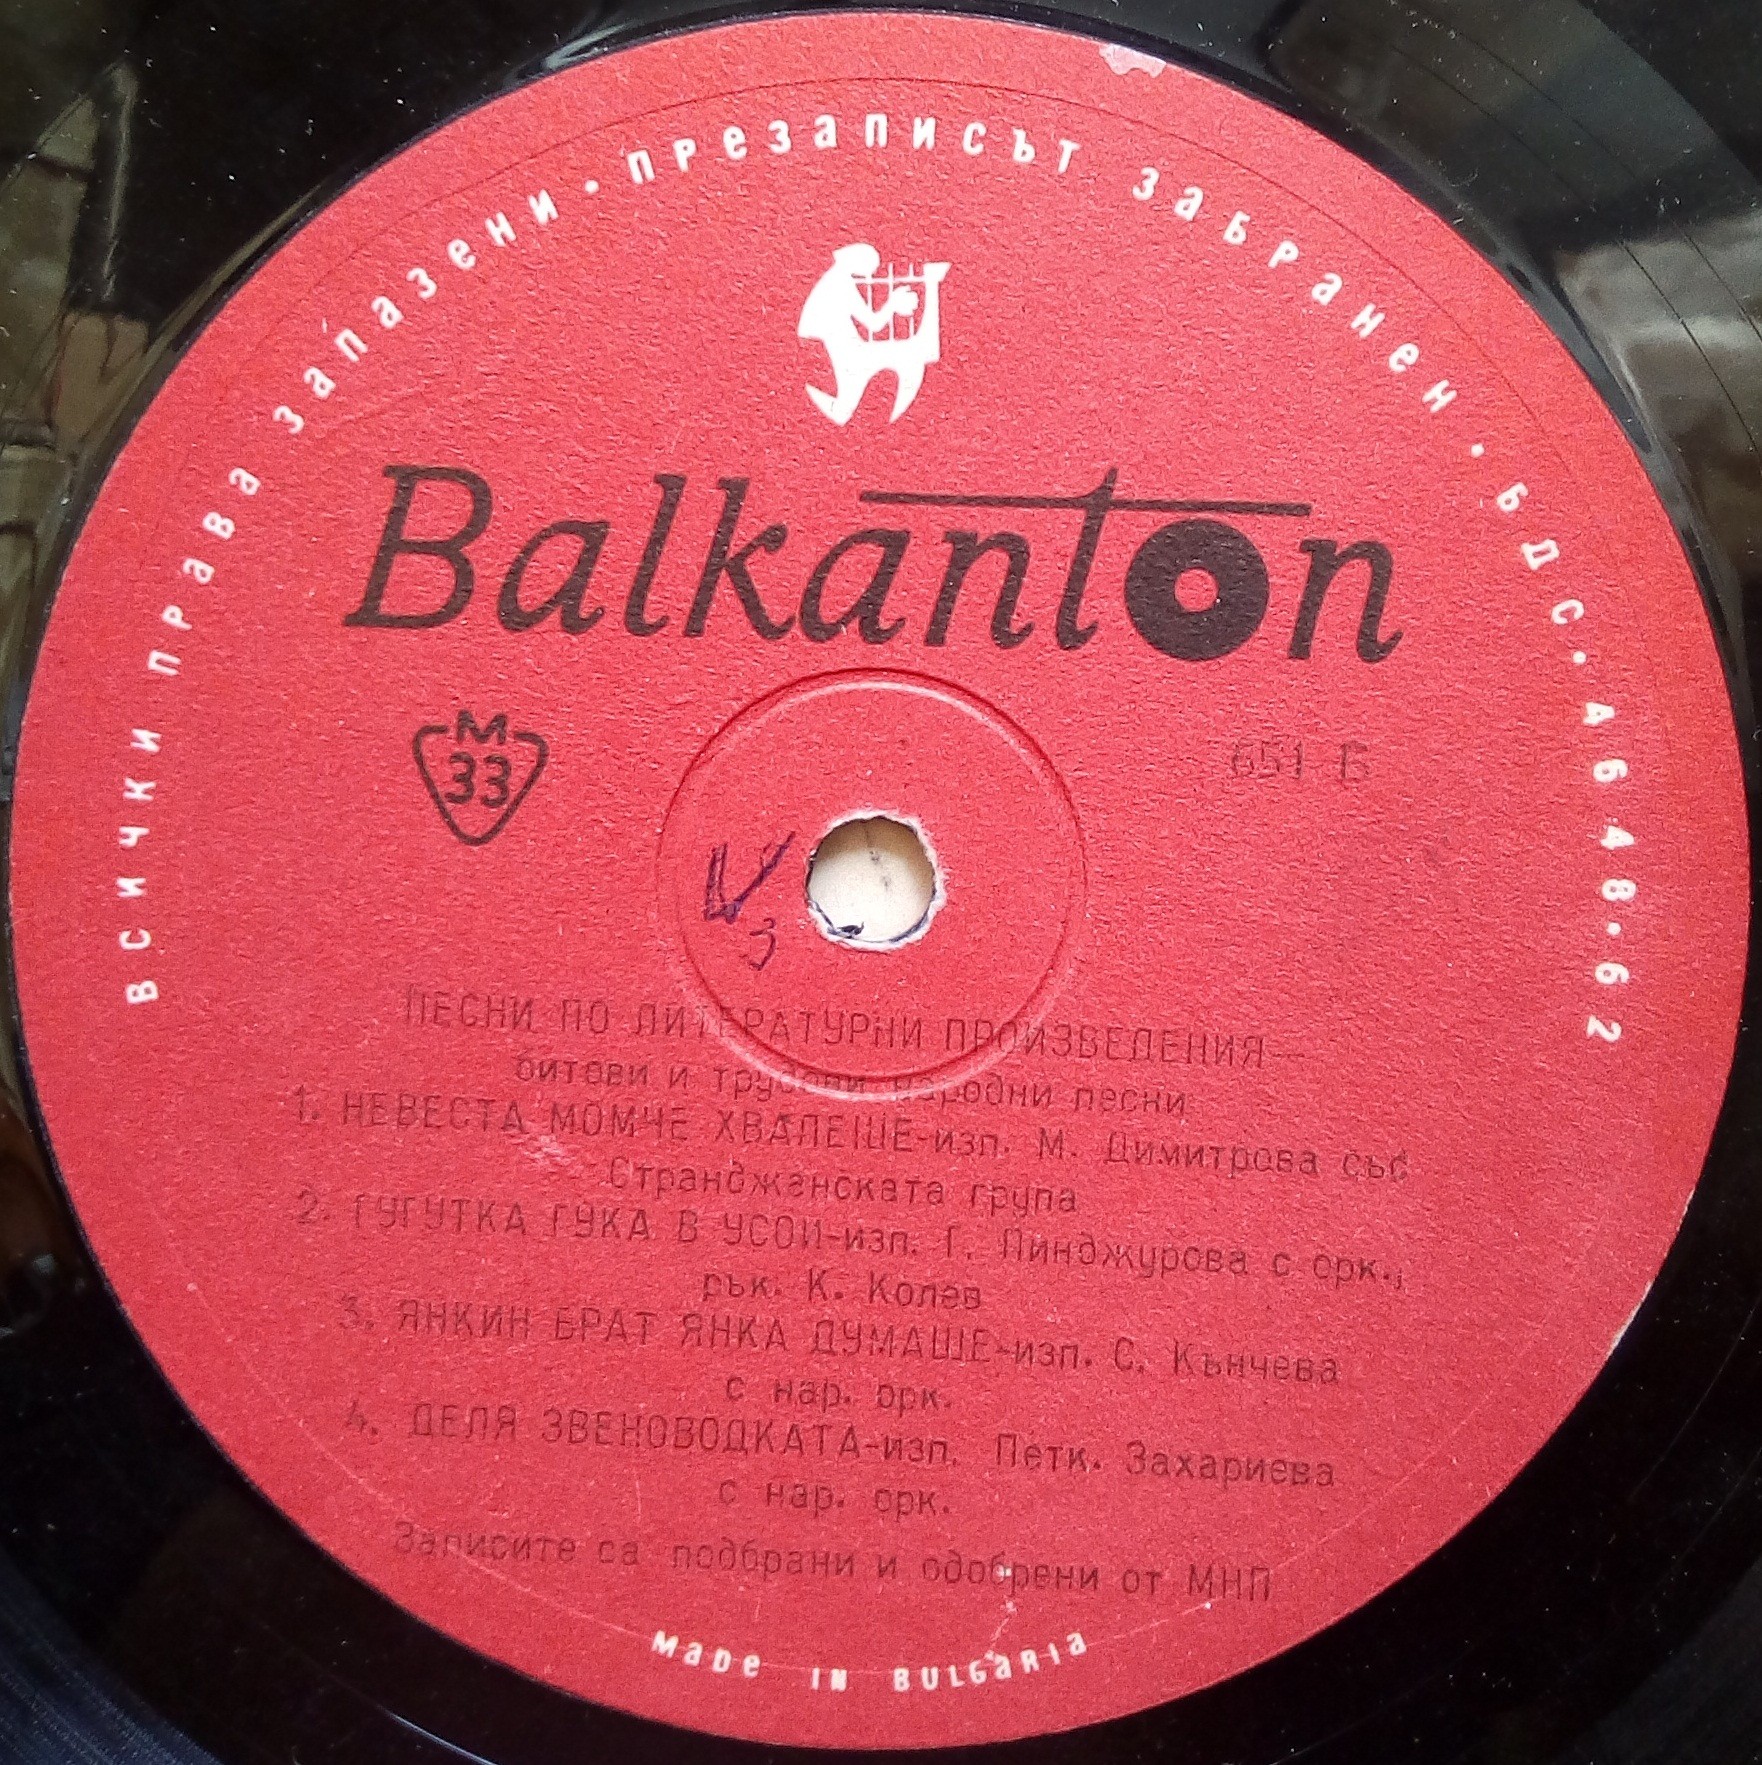 всички права запазени · презаписът забранен · БДС · 4648 · 62
Balkanton
М
33
651 Б
ПЕСНИ ПО ЛИТЕРАТУРНИ ПРОИЗВЕДЕНИЯ—
битови и трудови народни песни
1. НЕВЕСТА МОМЧЕ ХВАЛЕШЕ-изп. М. Димитрова със
Странджанската група
2. ГУГУТКА ГУКА В УСОИ-изп. Г. Пинджурова с орк.,
рък. К. Колев
3. ЯНКИН БРАТ ЯНКА ДУМАШЕ-изп. С. Кънчева
с нар. орк.
4. ДЕЛЯ ЗВЕНОВОДКАТА-изп. Петк. Захариева
с нар. орк.
Записите са подбрани и одобрени от МНП
Made in Bulgaria